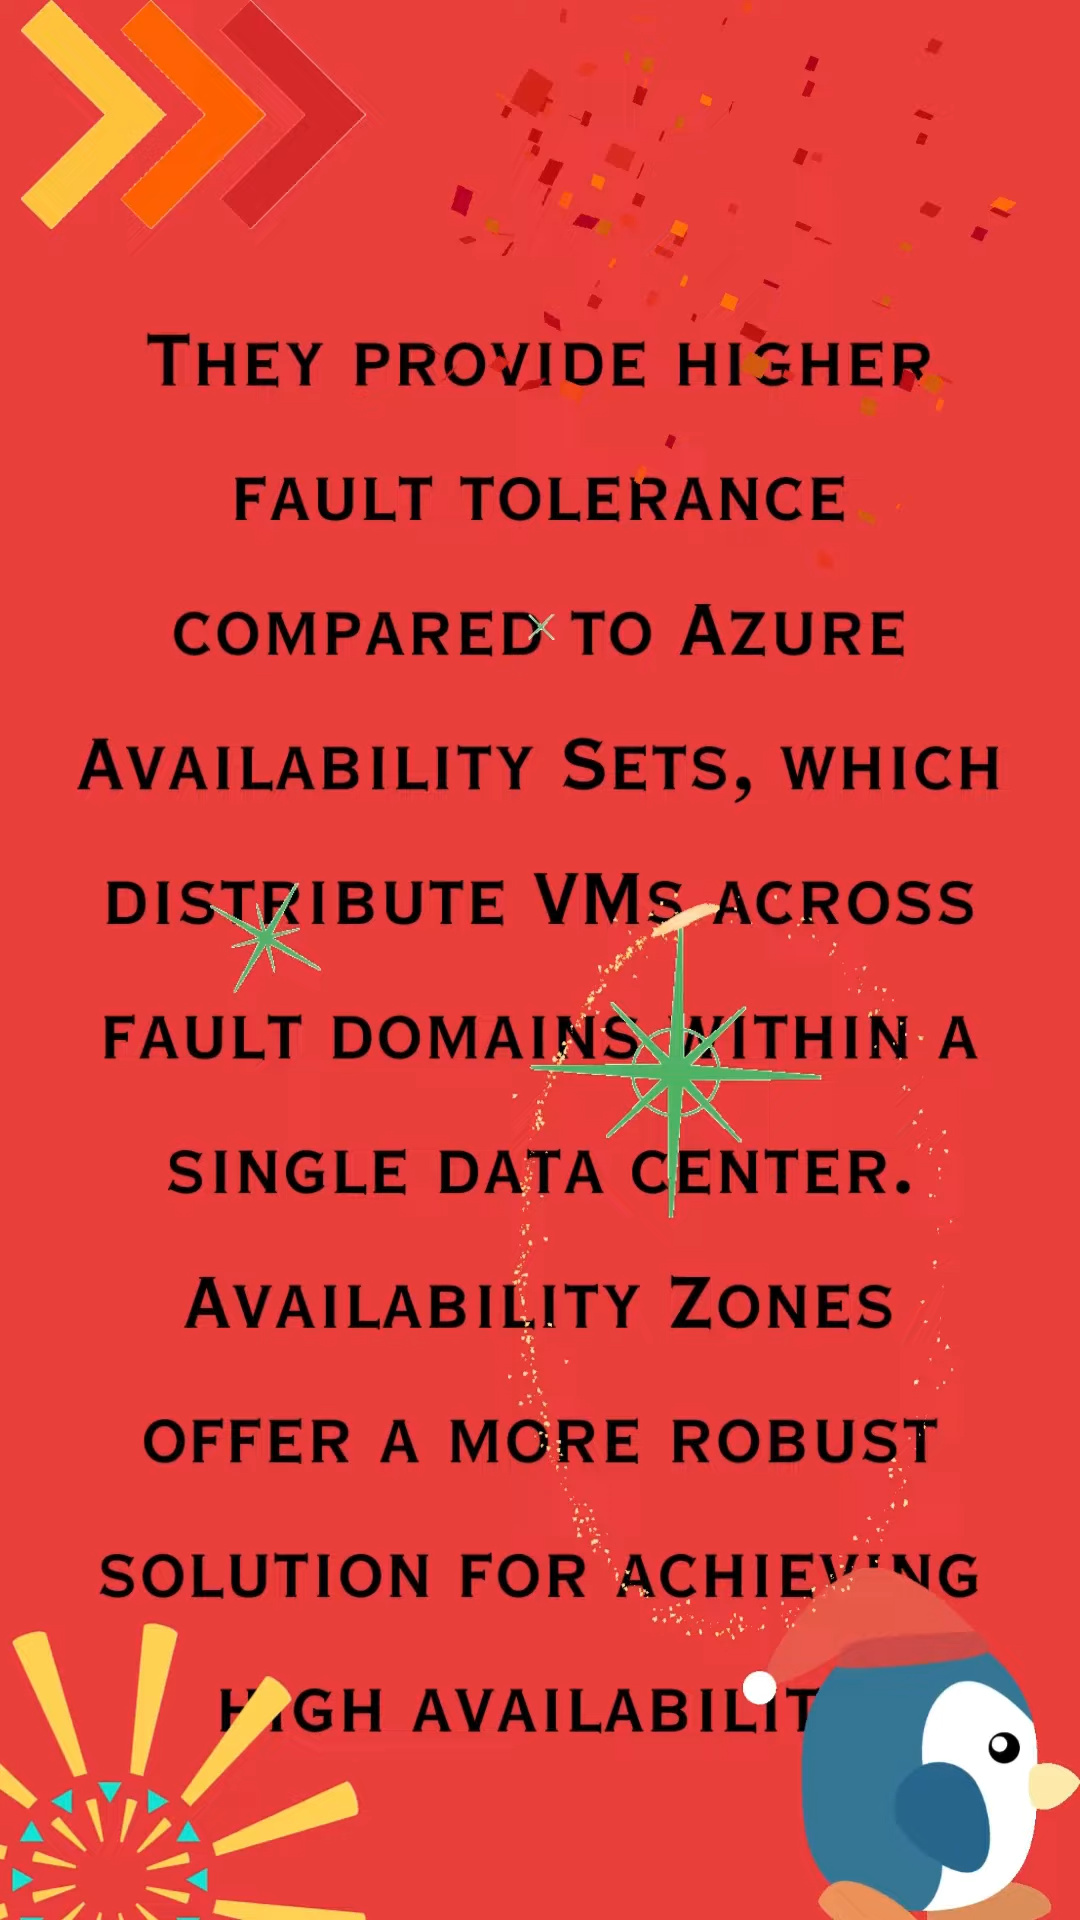 They provide higher
fault tolerance
compared to Azure
Availability Sets, which
distribute VMs across
fault domains within a
single data center.
Availability Zones
offer a more robust
solution for achieving
high